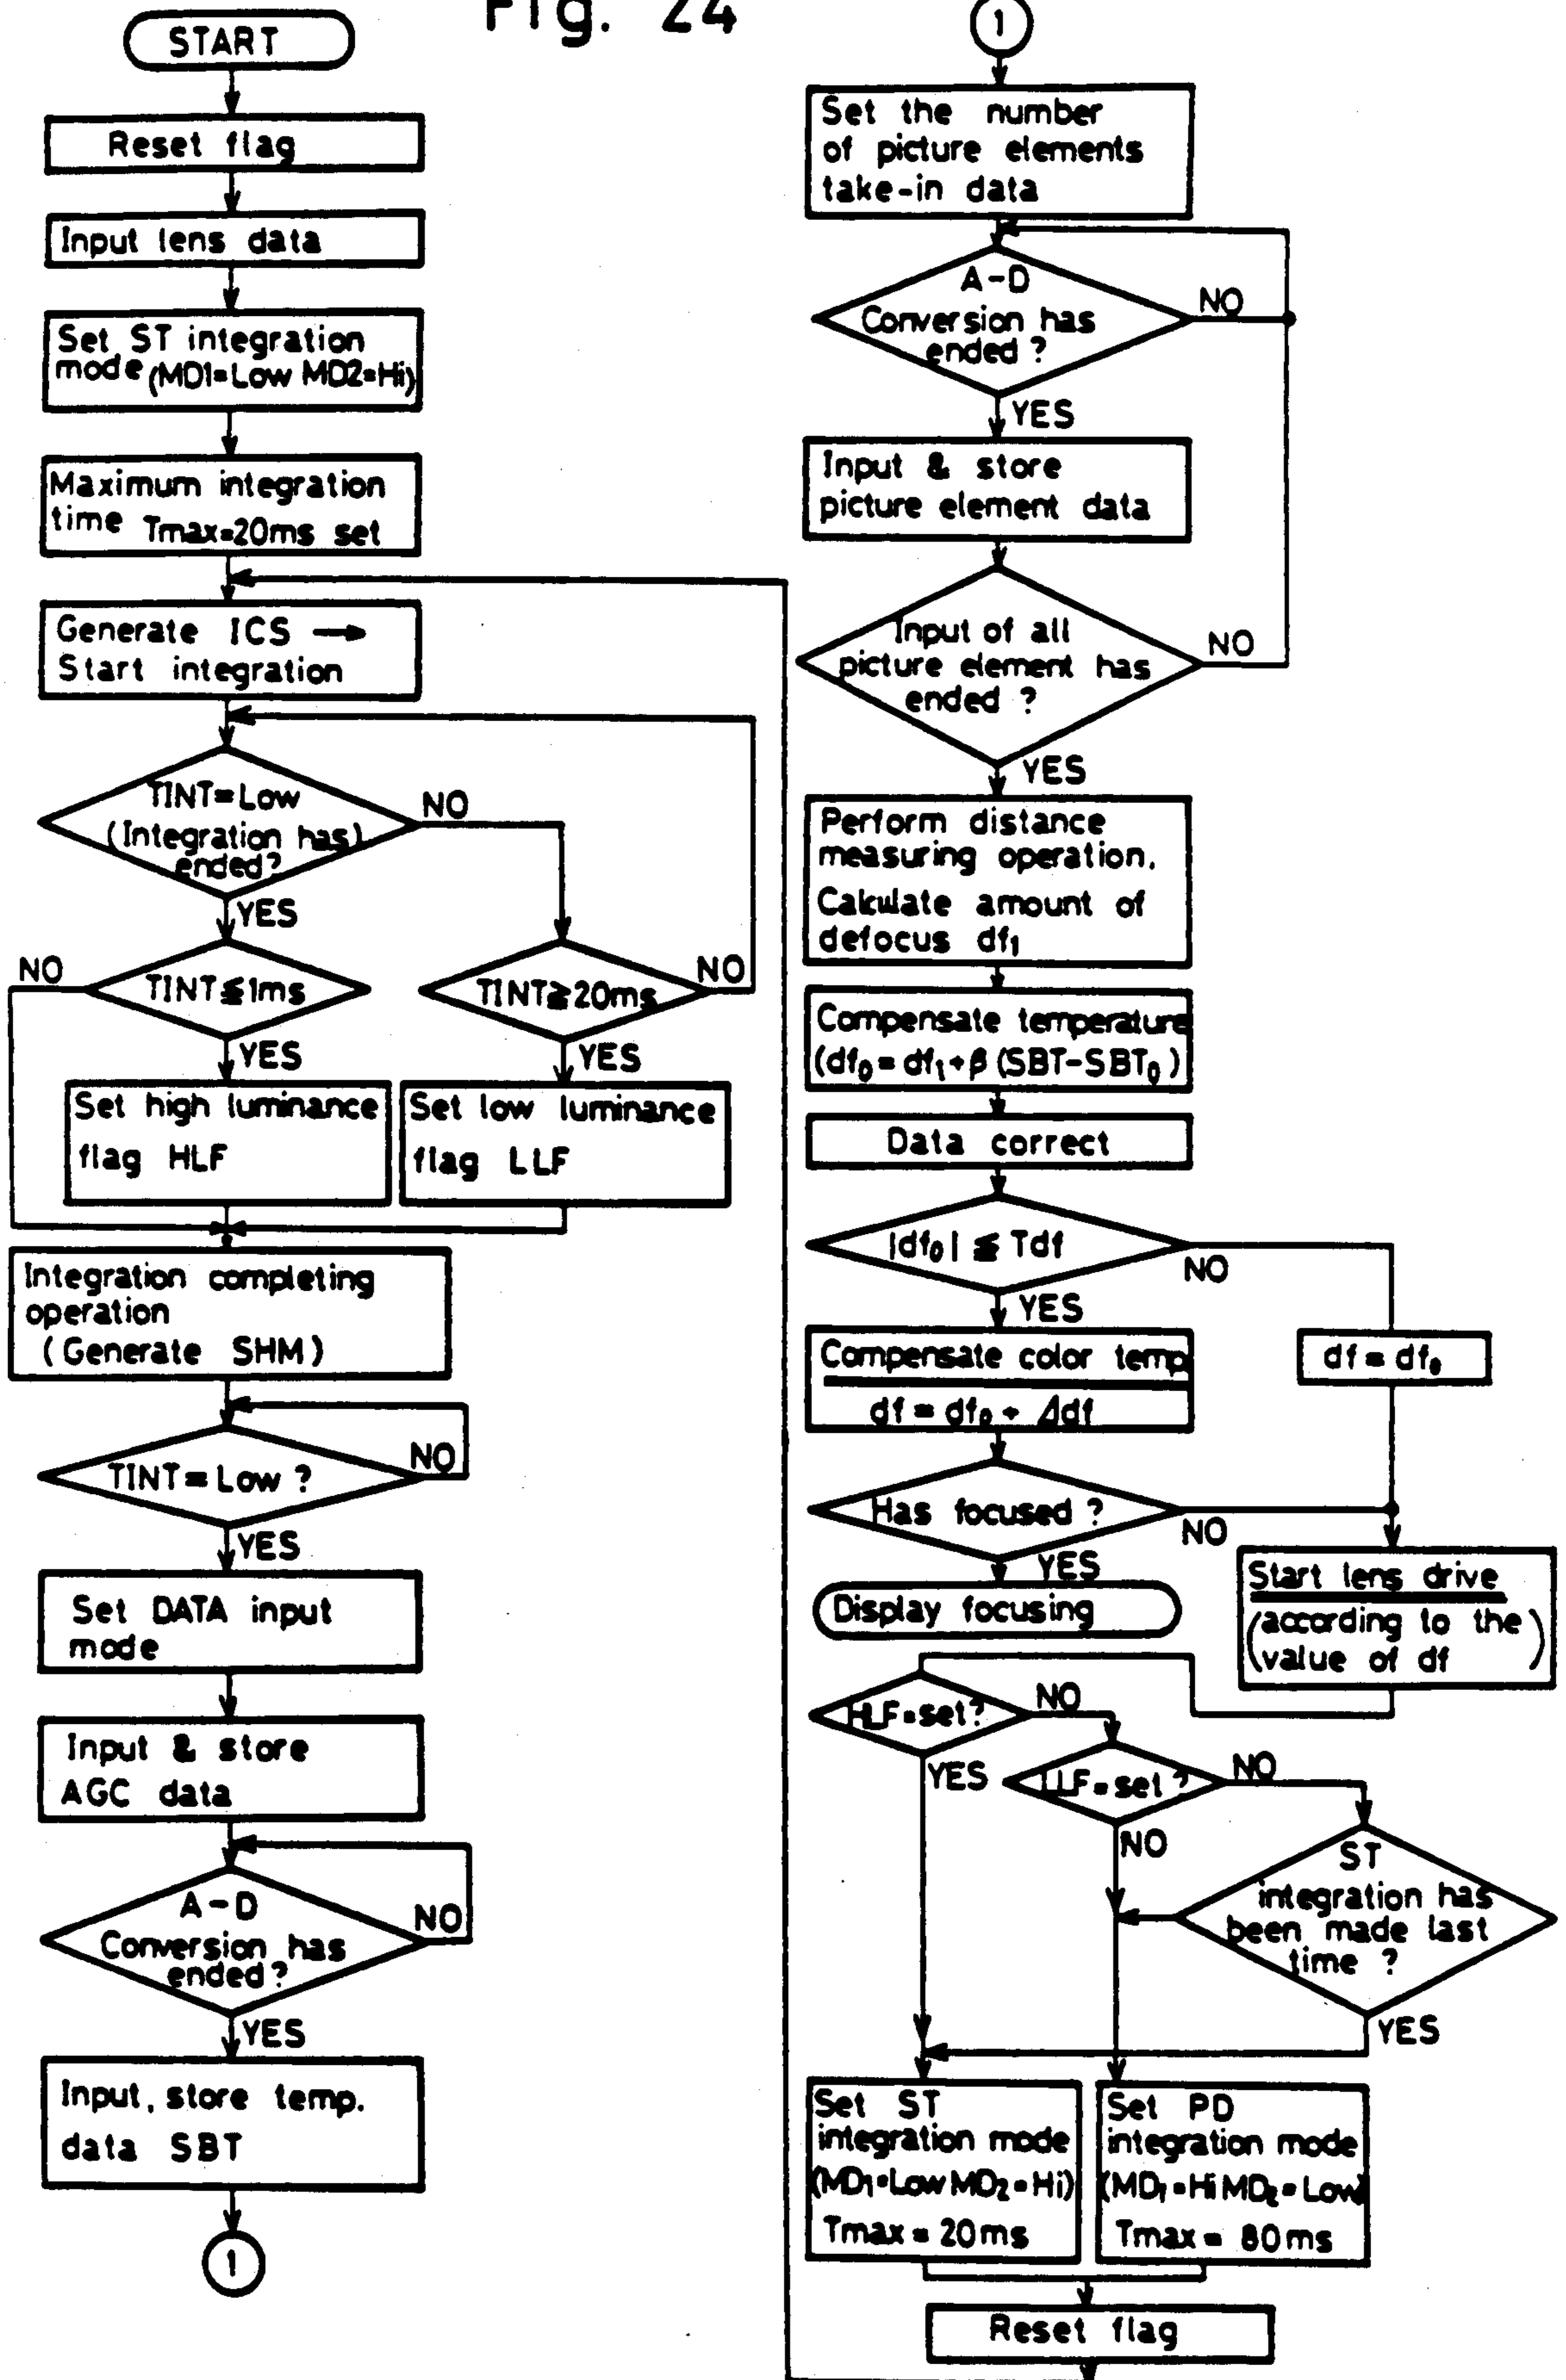 Fig. 24
START
Reset flag
Input lens data
Set ST integration
mode (MD1=Low MD2=Hi)
Maximum integration
time Tmax=20ms set
Generate ICS →
Start integration
TINT=Low
(Integration has)
ended?
NO
YES
NO
TINT≦1ms
TINT≧20ms
NO
YES
YES
Set high luminance
flag HLF
Set low luminance
flag LLF
Integration completing
operation
(Generate SHM)
TINT=Low ?
NO
YES
Set DATA input
mode
Input & store
AGC data
A-D
Conversion has
ended?
NO
YES
Input, store temp.
data SBT
1
1
Set the number
of picture elements
take-in data
A-D
Conversion has
ended ?
NO
YES
Input & store
picture element data
Input of all
picture element has
ended ?
NO
YES
Perform distance
measuring operation.
Calculate amount of
defocus df₁
Compensate temperature
(df₀=df₁+β(SBT-SBT₀)
Data correct
|df₀| ≦ Tdf
NO
YES
Compensate color temp
df=df₀ + Δdf
df=df₀
Has focused ?
NO
YES
Display focusing
Start lens drive
(according to the
value of df)
HLF=set?
NO
YES
LLF=set ?
NO
NO
ST
integration has
been made last
time ?
YES
Set ST
integration mode
(MD₁=Low MD₂=Hi)
Tmax = 20ms
Set PD
integration mode
(MD₁=Hi MD₂=Low)
Tmax = 80ms
Reset flag